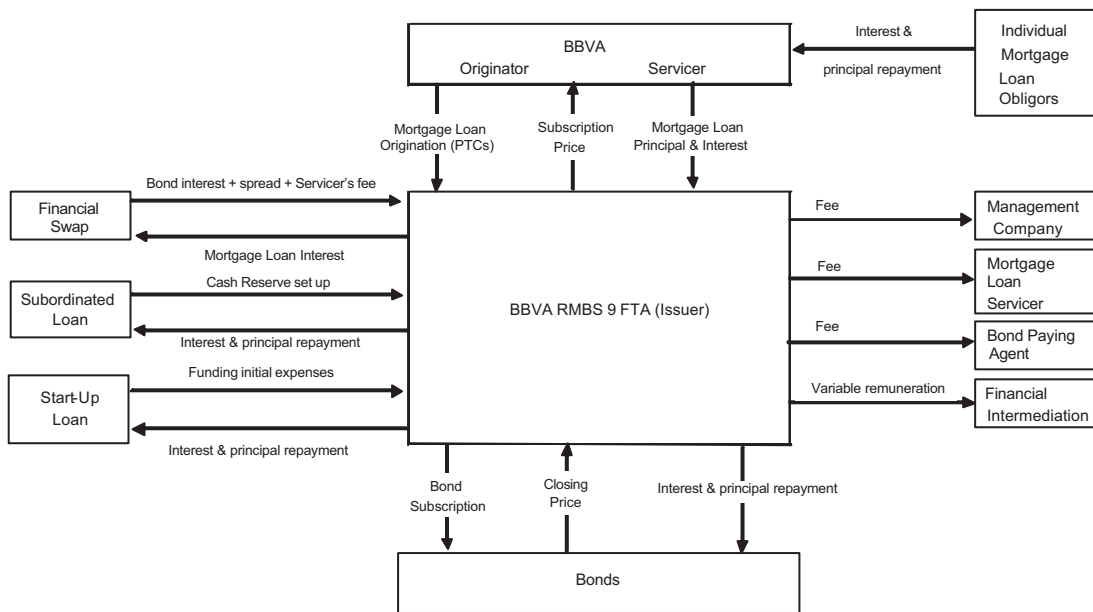 BBVA
Originator
Servicer
Interest &
principal repayment
Individual
Mortgage
Loan
Obligors
Mortgage Loan
Origination (PTCs)
Subscription
Price
Mortgage Loan
Principal & Interest
Financial
Swap
Bond interest + spread + Servicer's fee
Mortgage Loan Interest
Subordinated
Loan
Cash Reserve set up
Interest & principal repayment
Start-Up
Loan
Funding initial expenses
Interest & principal repayment
BBVA RMBS 9 FTA (Issuer)
Fee
Management
Company
Fee
Mortgage
Loan
Servicer
Fee
Bond Paying
Agent
Variable remuneration
Financial
Intermediation
Bond
Subscription
Closing
Price
Interest & principal repayment
Bonds